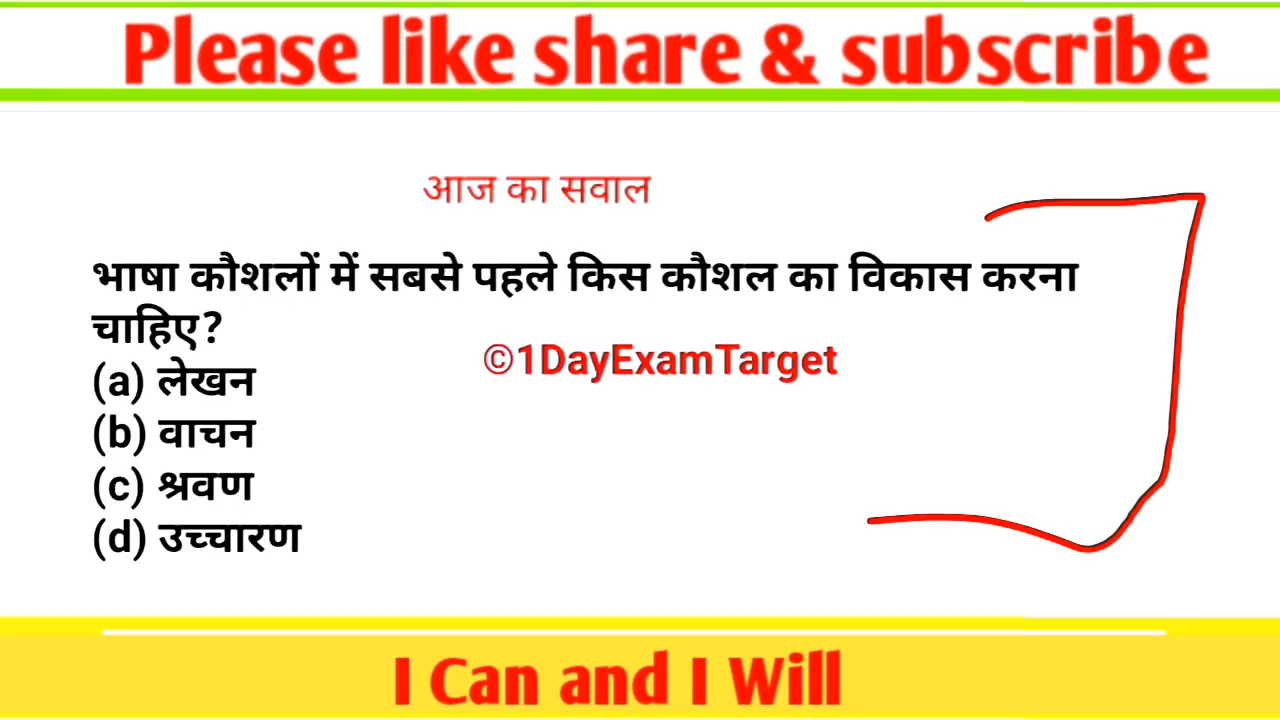 Please like share & subscribe
आज का सवाल
भाषा कौशलों में सबसे पहले किस कौशल का विकास करना
चाहिए?
©1DayExamTarget
(a) लेखन
(b) वाचन
(c) श्रवण
(d) उच्चारण
I Can and I Will